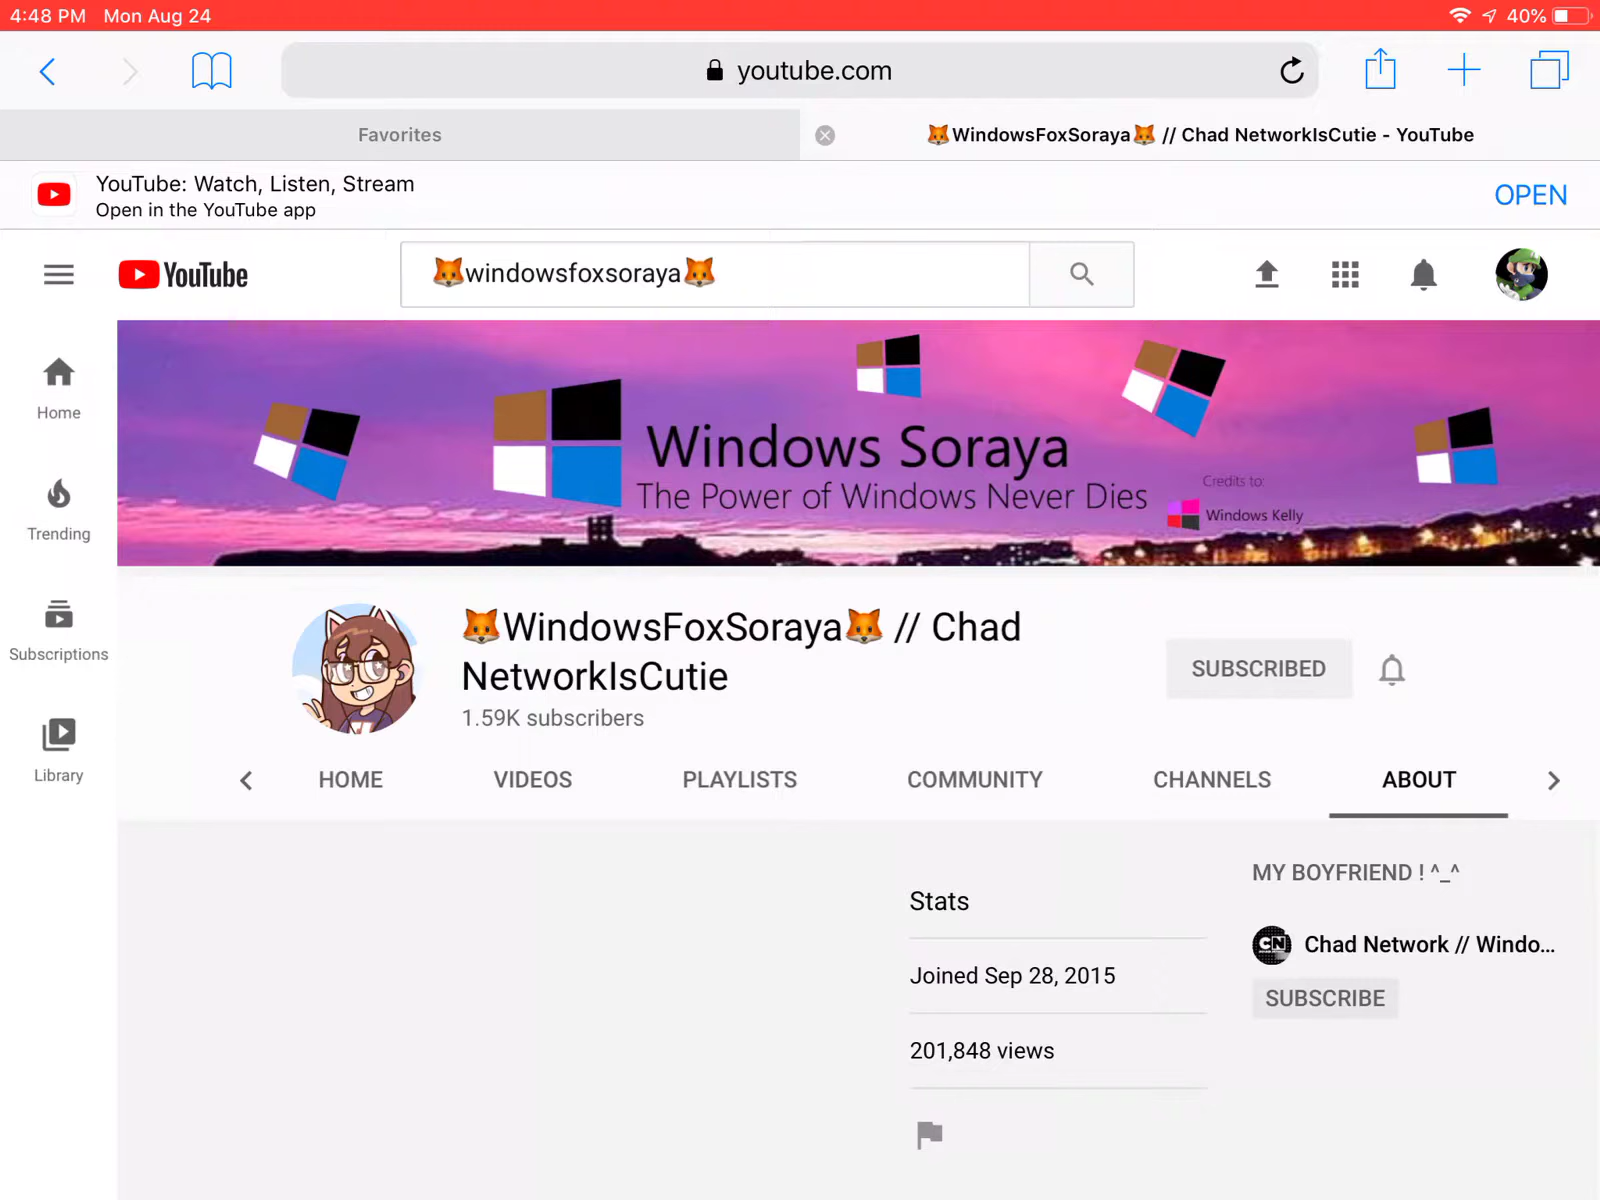 4:48 PM Mon Aug 24 40%
youtube.com
Favorites
🦊WindowsFoxSoraya🦊 // Chad NetworkIsCutie - YouTube
YouTube: Watch, Listen, Stream
Open in the YouTube app
OPEN
YouTube
🦊windowsfoxsoraya🦊
Home
Trending
Subscriptions
Library
Windows Soraya
The Power of Windows Never Dies
Credits to:
Windows Kelly
🦊WindowsFoxSoraya🦊 // Chad
NetworkIsCutie
1.59K subscribers
SUBSCRIBED
HOME VIDEOS PLAYLISTS COMMUNITY CHANNELS ABOUT
Stats
Joined Sep 28, 2015
201,848 views
MY BOYFRIEND ! ^_^
CN
Chad Network // Windo...
SUBSCRIBE